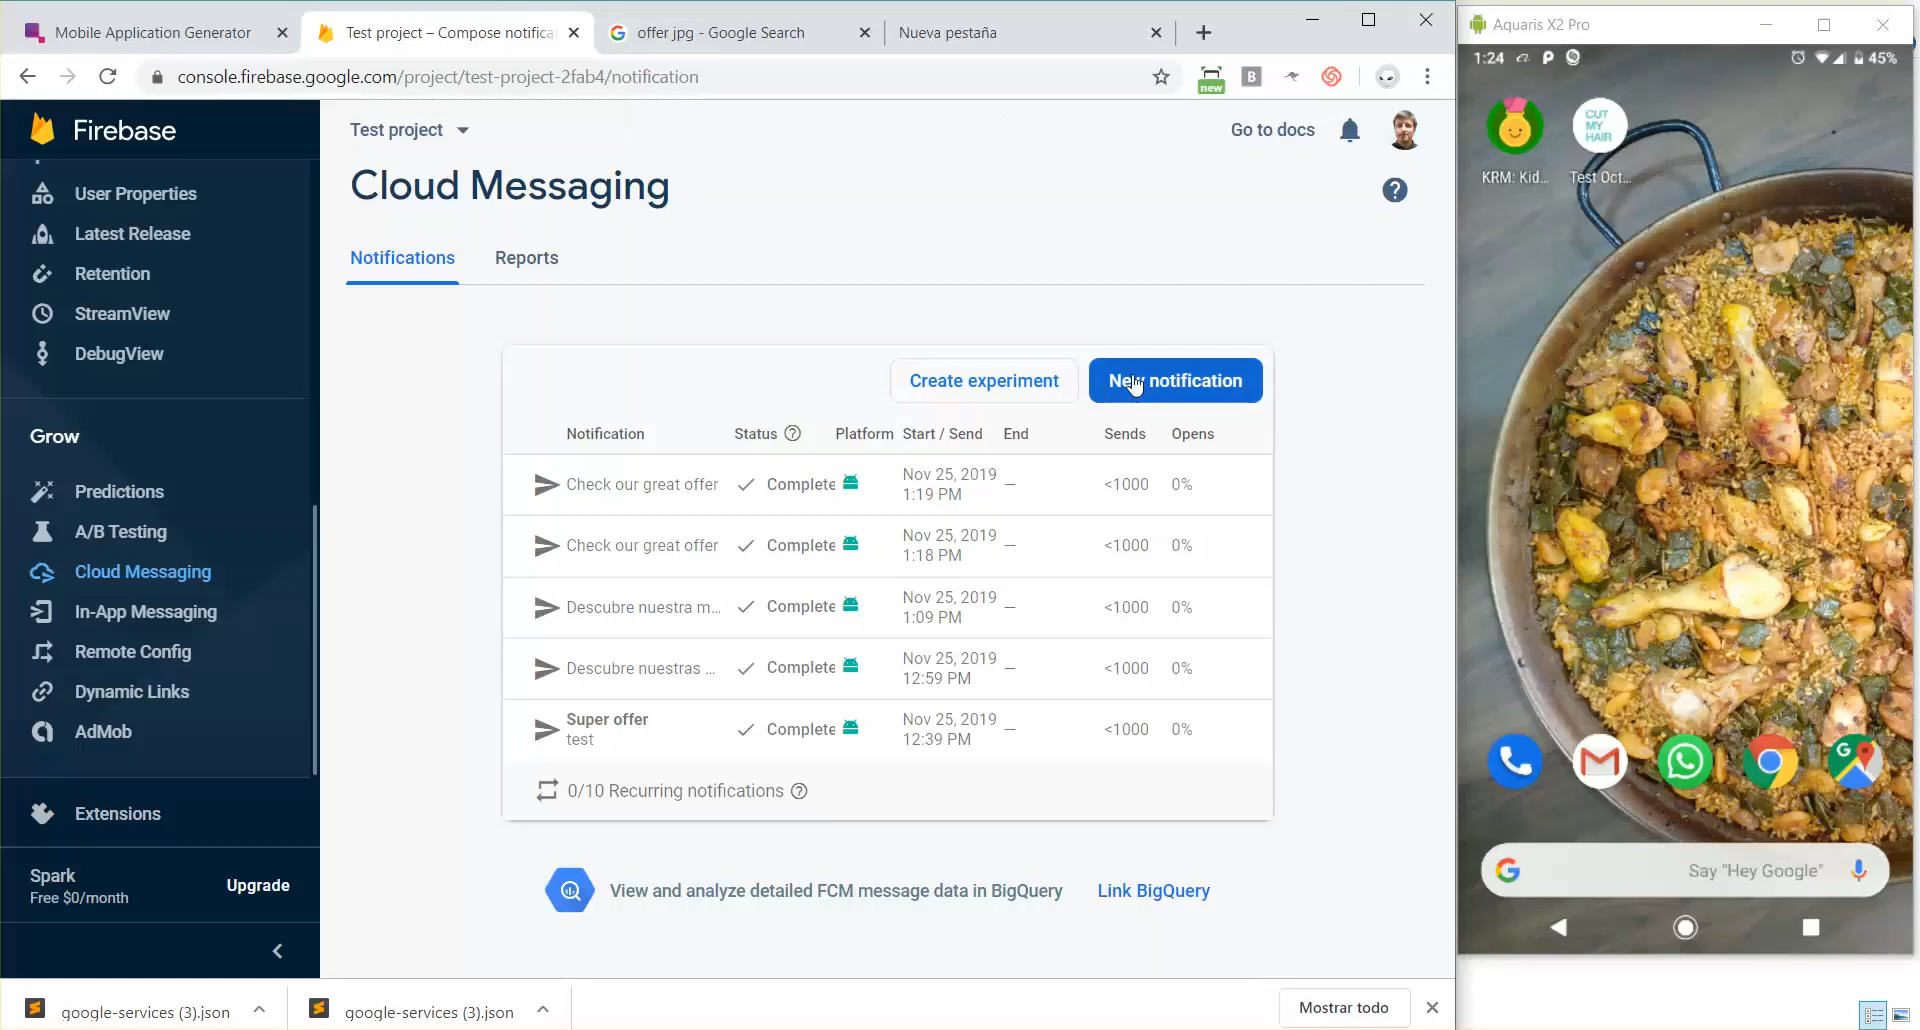 Mobile Application Generator
Test project – Compose notifica
offer jpg - Google Search
Nueva pestaña
console.firebase.google.com/project/test-project-2fab4/notification
new
B
Firebase
User Properties
Latest Release
Retention
StreamView
DebugView
Grow
Predictions
A/B Testing
Cloud Messaging
In-App Messaging
Remote Config
Dynamic Links
AdMob
Extensions
Spark
Free $0/month
Upgrade
Test project
Go to docs
Cloud Messaging
Notifications
Reports
Create experiment
New notification
Notification Status Platform Start / Send End Sends Opens
Check our great offer Complete Nov 25, 2019 1:19 PM – <1000 0%
Check our great offer Complete Nov 25, 2019 1:18 PM – <1000 0%
Descubre nuestra m... Complete Nov 25, 2019 1:09 PM – <1000 0%
Descubre nuestras ... Complete Nov 25, 2019 12:59 PM – <1000 0%
Super offer test Complete Nov 25, 2019 12:39 PM – <1000 0%
0/10 Recurring notifications
View and analyze detailed FCM message data in BigQuery
Link BigQuery
google-services (3).json
google-services (3).json
Mostrar todo
Aquaris X2 Pro
1:24
45%
CUT
MY
HAIR
KRM: Kid...
Test Oct...
Say "Hey Google"